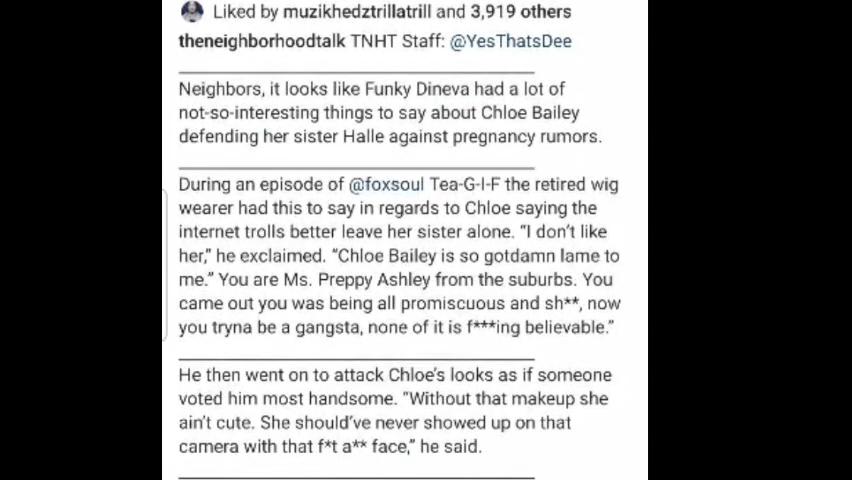 Liked by muzikhedztrillatrill and 3,919 others
theneighborhoodtalk TNHT Staff: @YesThatsDee
Neighbors, it looks like Funky Dineva had a lot of
not-so-interesting things to say about Chloe Bailey
defending her sister Halle against pregnancy rumors.
During an episode of @foxsoul Tea-G-I-F the retired wig
wearer had this to say in regards to Chloe saying the
internet trolls better leave her sister alone. “I don’t like
her,” he exclaimed. “Chloe Bailey is so gotdamn lame to
me.” You are Ms. Preppy Ashley from the suburbs. You
came out you was being all promiscuous and sh**, now
you tryna be a gangsta, none of it is f***ing believable.”
He then went on to attack Chloe’s looks as if someone
voted him most handsome. “Without that makeup she
ain’t cute. She should’ve never showed up on that
camera with that f*t a** face,” he said.